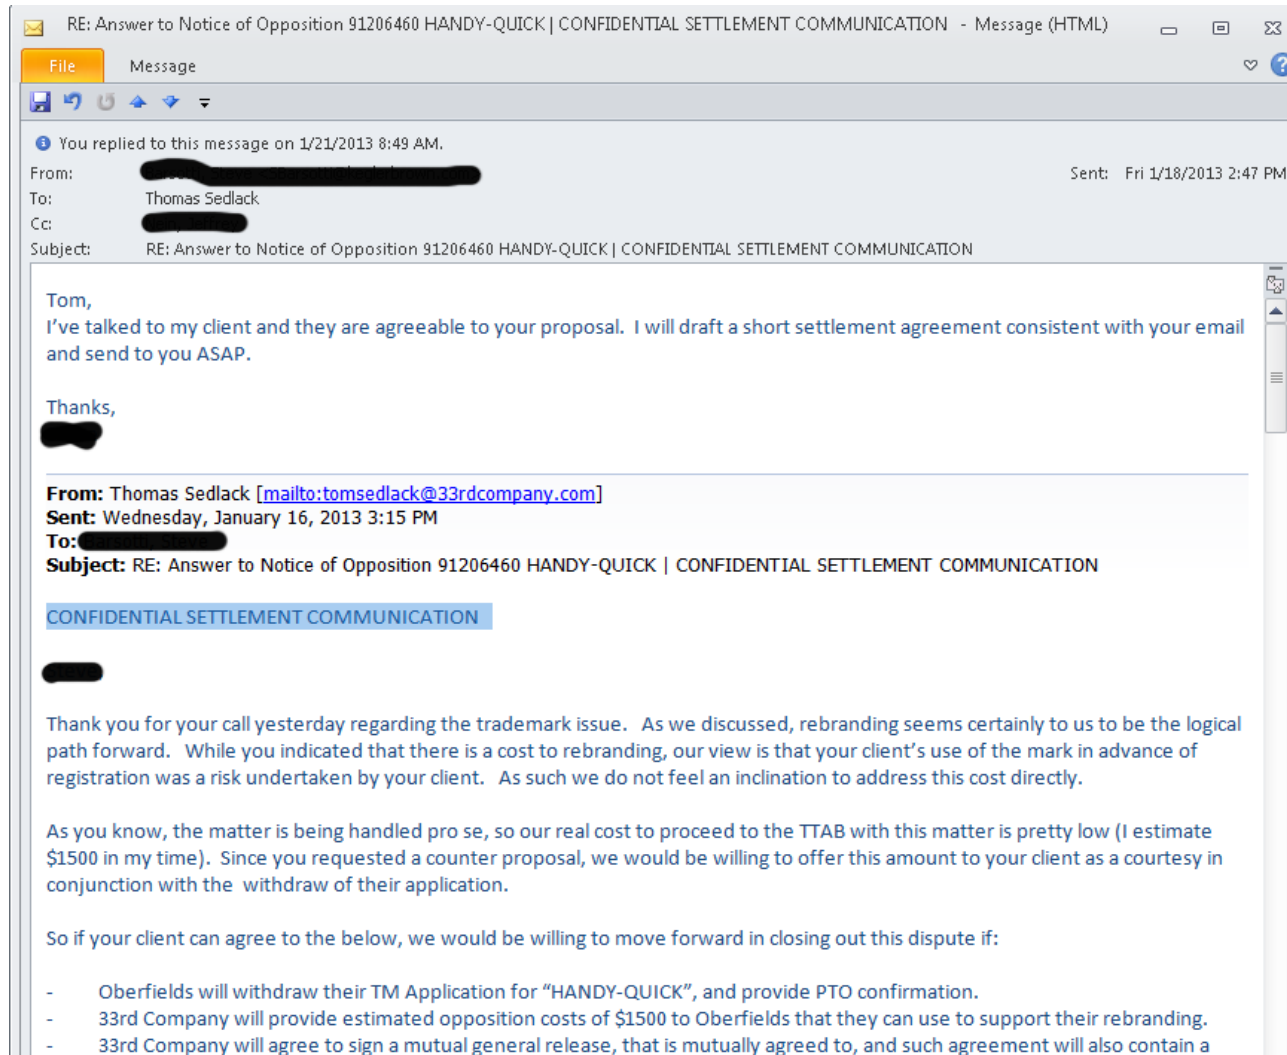 RE: Answer to Notice of Opposition 91206460 HANDY-QUICK | CONFIDENTIAL SETTLEMENT COMMUNICATION - Message (HTML)
File Message
You replied to this message on 1/21/2013 8:49 AM.
From: Sent: Fri 1/18/2013 2:47 PM
To: Thomas Sedlack
Cc:
Subject: RE: Answer to Notice of Opposition 91206460 HANDY-QUICK | CONFIDENTIAL SETTLEMENT COMMUNICATION
Tom,
I've talked to my client and they are agreeable to your proposal. I will draft a short settlement agreement consistent with your email
and send to you ASAP.
Thanks,
From: Thomas Sedlack [mailto:tomsedlack@33rdcompany.com]
Sent: Wednesday, January 16, 2013 3:15 PM
To:
Subject: RE: Answer to Notice of Opposition 91206460 HANDY-QUICK | CONFIDENTIAL SETTLEMENT COMMUNICATION
CONFIDENTIAL SETTLEMENT COMMUNICATION
Thank you for your call yesterday regarding the trademark issue. As we discussed, rebranding seems certainly to us to be the logical
path forward. While you indicated that there is a cost to rebranding, our view is that your client's use of the mark in advance of
registration was a risk undertaken by your client. As such we do not feel an inclination to address this cost directly.
As you know, the matter is being handled pro se, so our real cost to proceed to the TTAB with this matter is pretty low (I estimate
$1500 in my time). Since you requested a counter proposal, we would be willing to offer this amount to your client as a courtesy in
conjunction with the withdraw of their application.
So if your client can agree to the below, we would be willing to move forward in closing out this dispute if:
- Oberfields will withdraw their TM Application for "HANDY-QUICK", and provide PTO confirmation.
- 33rd Company will provide estimated opposition costs of $1500 to Oberfields that they can use to support their rebranding.
- 33rd Company will agree to sign a mutual general release, that is mutually agreed to, and such agreement will also contain a